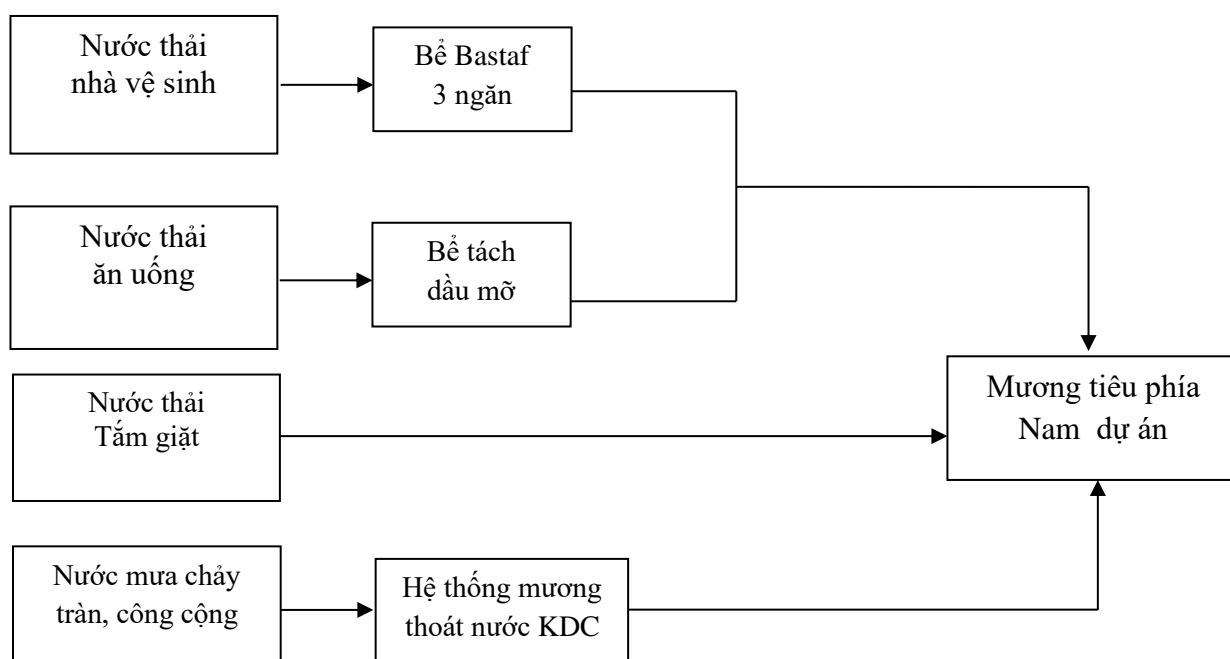 Nước thải
nhà vệ sinh
Bể Bastaf
3 ngăn
Nước thải
ăn uống
Bể tách
dầu mỡ
Nước thải
Tắm giặt
Mương tiêu phía
Nam dự án
Nước mưa chảy
tràn, công cộng
Hệ thống mương
thoát nước KDC